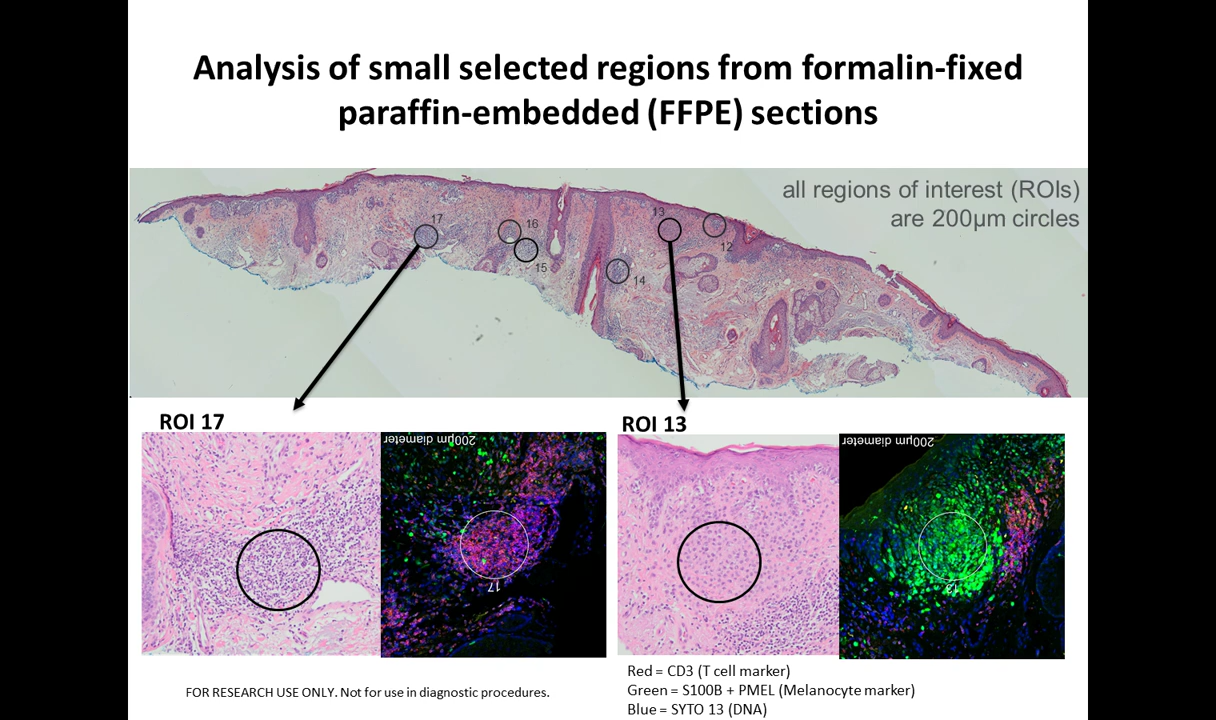 Analysis of small selected regions from formalin-fixed
paraffin-embedded (FFPE) sections
all regions of interest (ROIs)
are 200µm circles
17
16
15
14
13
12
ROI 17
ROI 13
200µm diameter
17
200µm diameter
13
Red = CD3 (T cell marker)
Green = S100B + PMEL (Melanocyte marker)
Blue = SYTO 13 (DNA)
FOR RESEARCH USE ONLY. Not for use in diagnostic procedures.